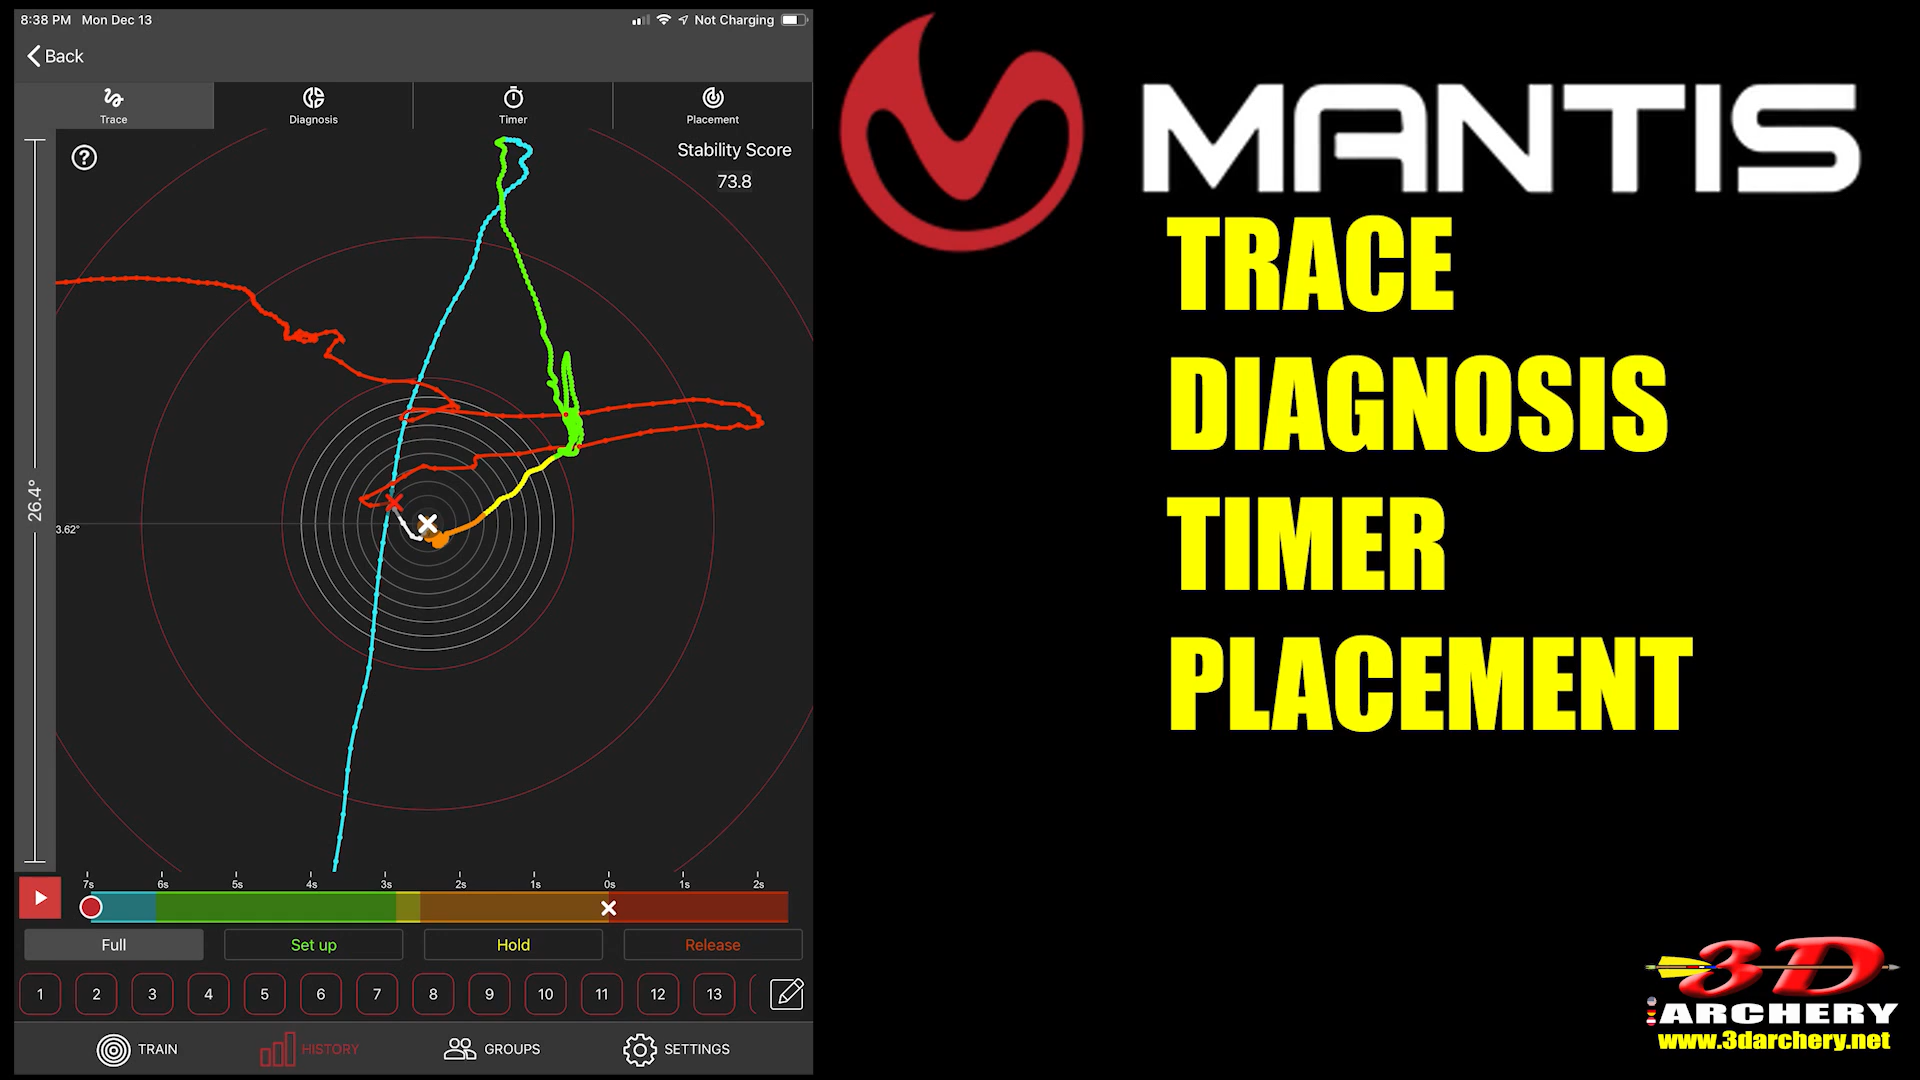 8:38 PM Mon Dec 13
Not Charging
Back
Trace
Diagnosis
Timer
Placement
Stability Score
73.8
26.4°
3.62°
7s 6s 5s 4s 3s 2s 1s 0s 1s 2s
Full
Set up
Hold
Release
1 2 3 4 5 6 7 8 9 10 11 12 13
TRAIN
HISTORY
GROUPS
SETTINGS
MANTIS
TRACE
DIAGNOSIS
TIMER
PLACEMENT
3D
ARCHERY
www.3darchery.net